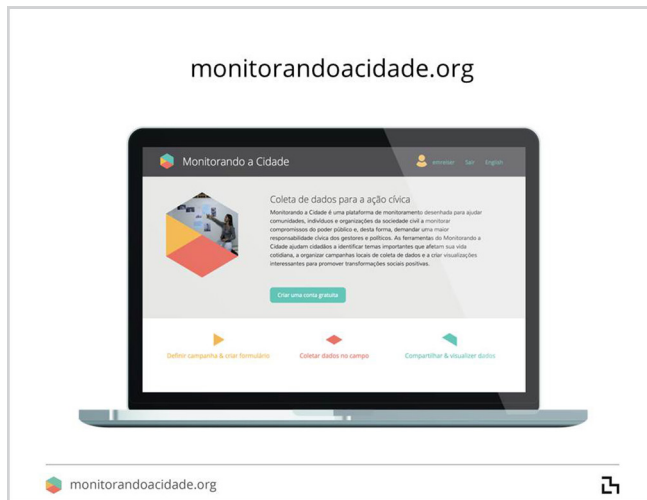 monitorandoacidade.org
Monitorando a Cidade
Sair
English
Coleta de dados para a ação cívica
Monitorando a Cidade é uma plataforma de monitoramento desenhada para ajudar
comunidades, indivíduos e organizações da sociedade civil a monitorar
compromissos do poder público e, desta forma, demandar uma maior
responsabilidade cívica dos gestores e políticos. As ferramentas do Monitorando a
Cidade ajudam cidadãos a identificar temas importantes que afetam sua vida
cotidiana, a organizar campanhas locais de coleta de dados e a criar visualizações
interessantes para promover transformações sociais positivas.
Criar uma conta gratuita
Definir campanha & criar formulário
Coletar dados no campo
Compartilhar & visualizer dados
monitorandoacidade.org